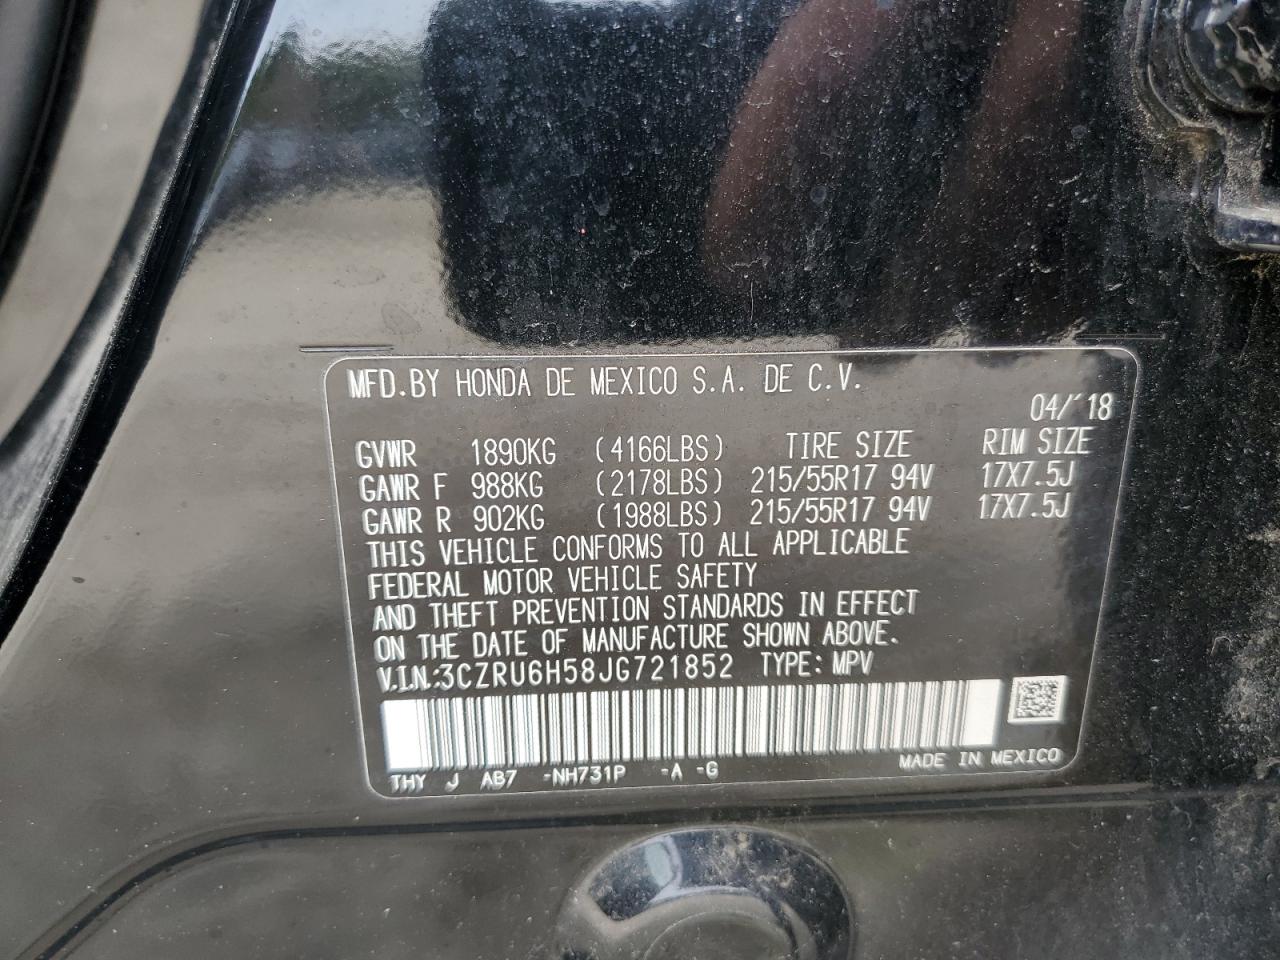 MFD.BY HONDA DE MEXICO S.A. DE C.V.
04/'18
GVWR 1890KG (4166LBS) TIRE SIZE RIM SIZE
GAWR F 988KG (2178LBS) 215/55R17 94V 17X7.5J
GAWR R 902KG (1988LBS) 215/55R17 94V 17X7.5J
THIS VEHICLE CONFORMS TO ALL APPLICABLE
FEDERAL MOTOR VEHICLE SAFETY
AND THEFT PREVENTION STANDARDS IN EFFECT
ON THE DATE OF MANUFACTURE SHOWN ABOVE.
V.I.N.:3CZRU6H58JG721852 TYPE: MPV
THY J AB7 -NH731P -A -G MADE IN MEXICO